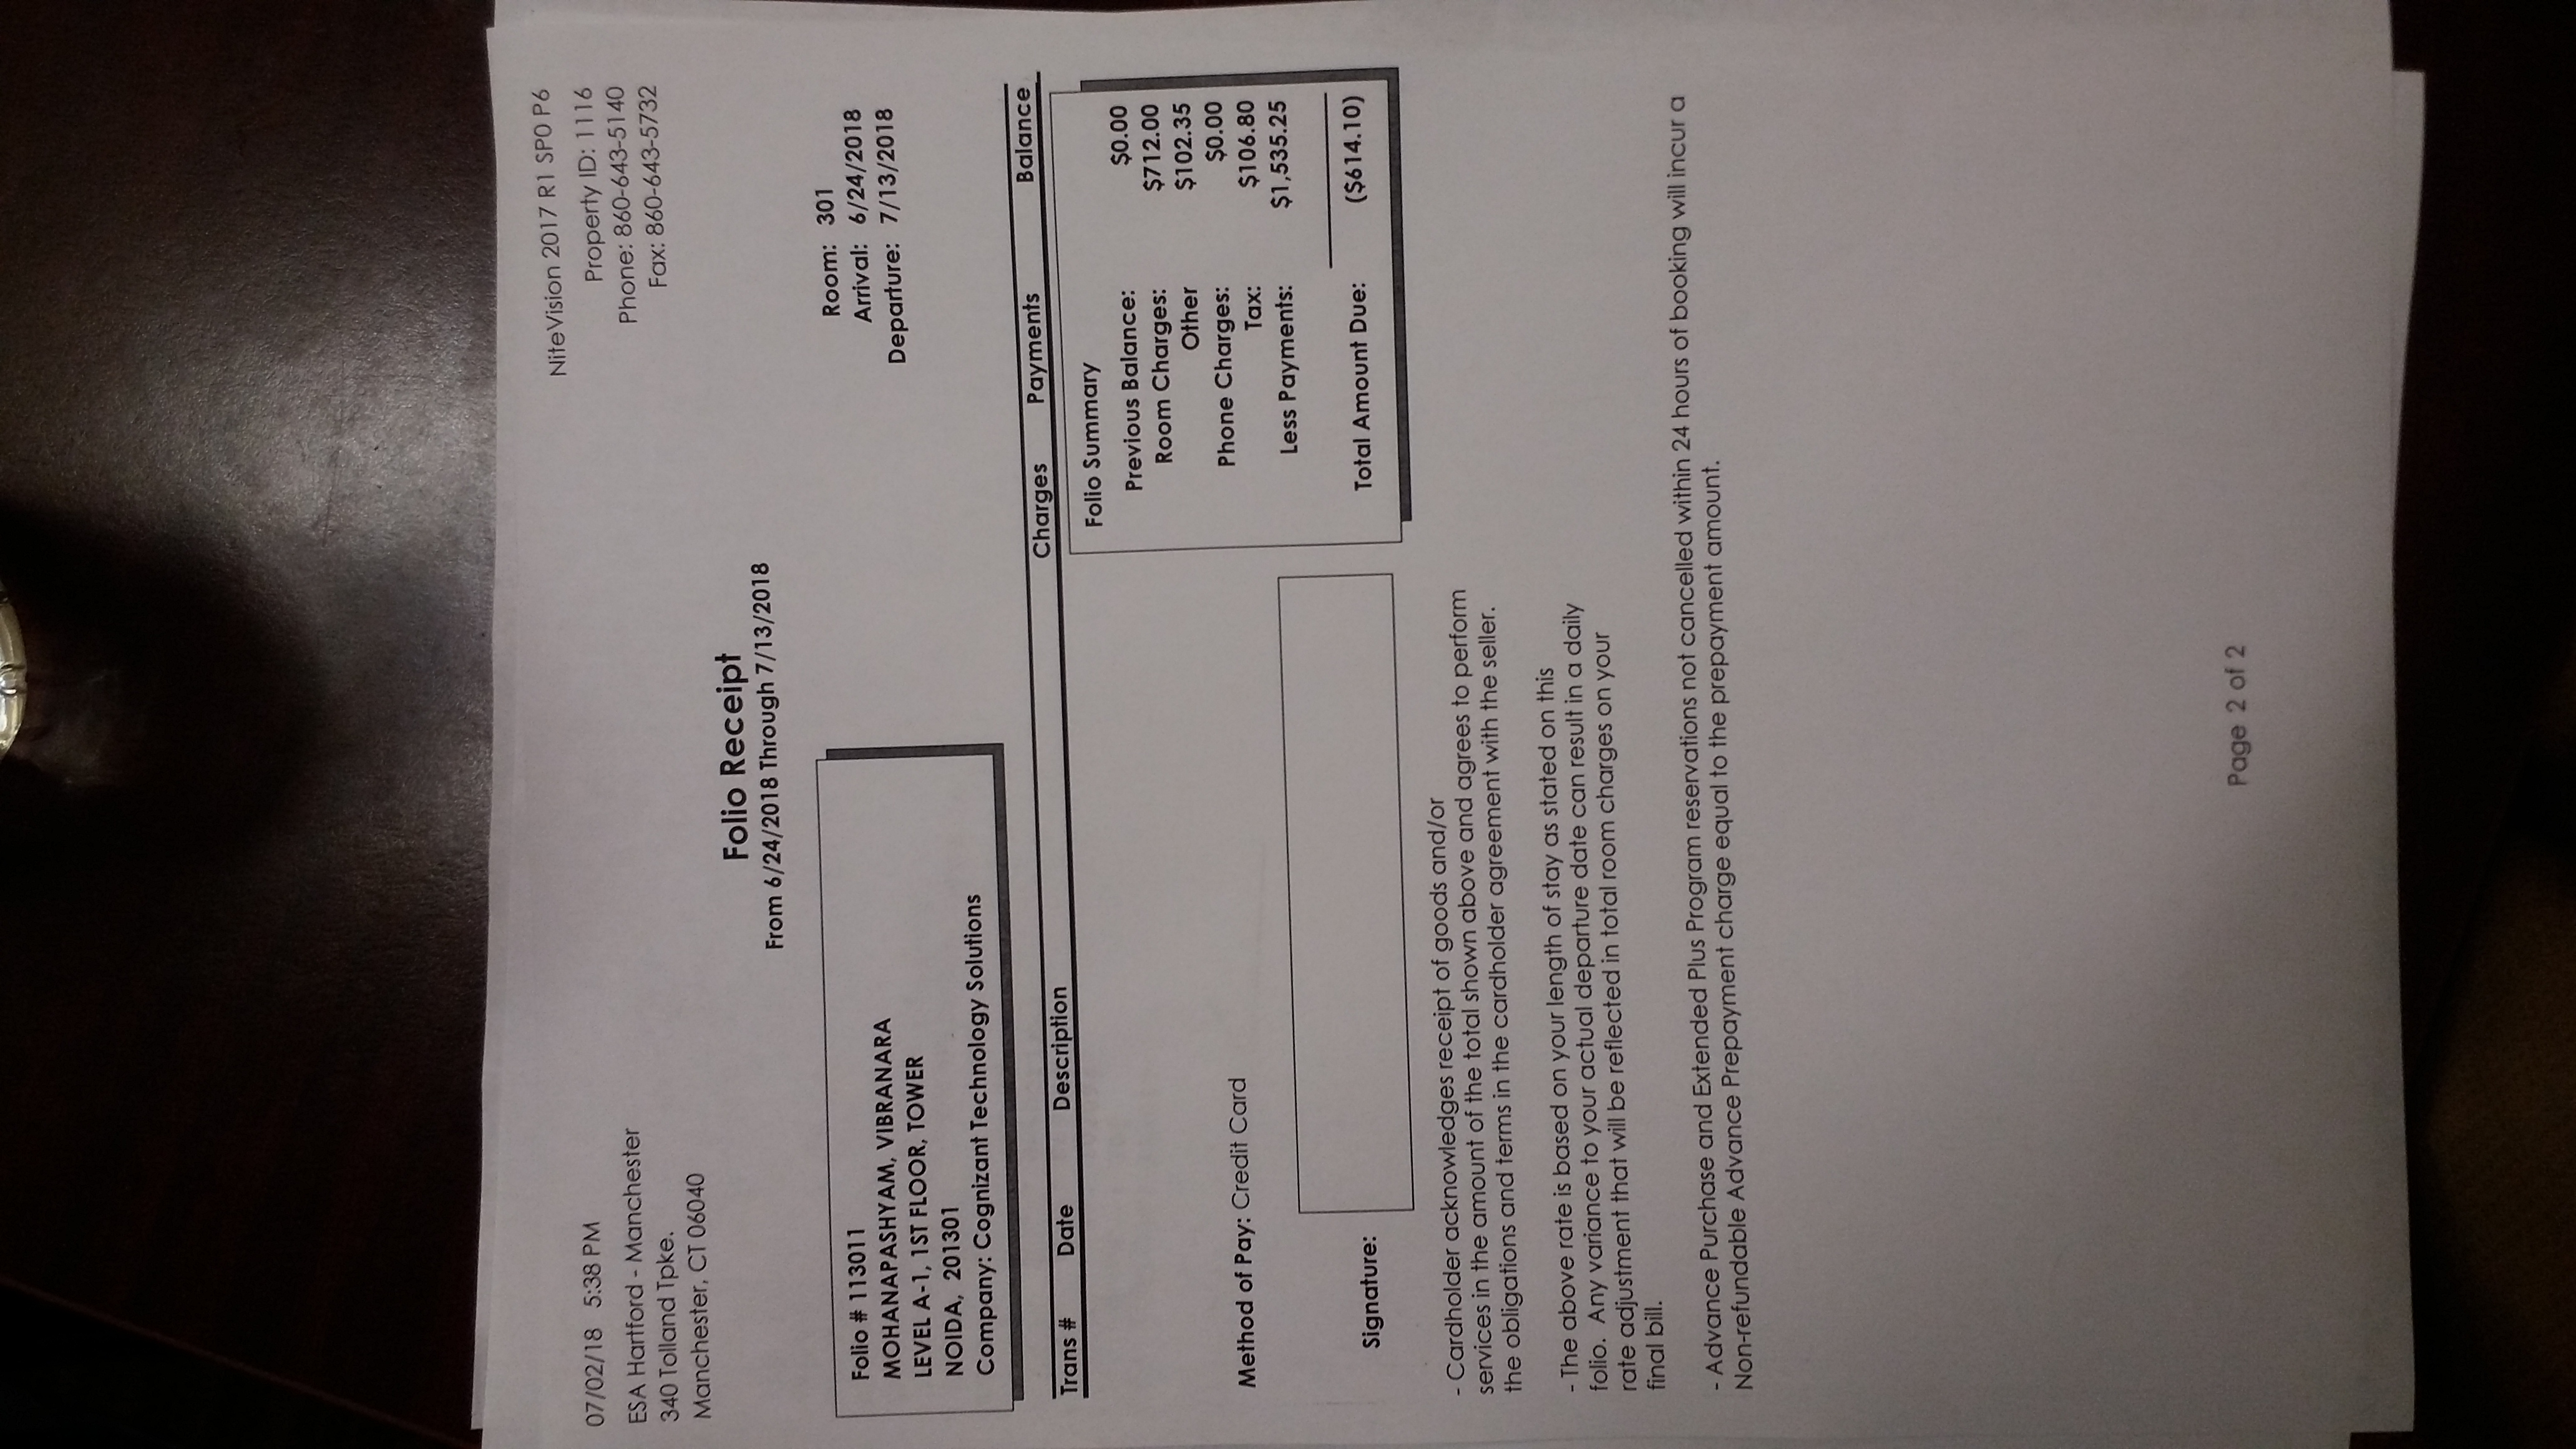 NiteVision 2017 R1 SP0 P6
07/02/18 5:38 PM
Property ID: 1116
ESA Hartford - Manchester
Phone: 860-643-5140
340 Tolland Tpke.
Fax: 860-643-5732
Manchester, CT 06040
Folio Receipt
From 6/24/2018 Through 7/13/2018
Folio # 113011
Room: 301
MOHANAPASHYAM, VIBRANARA
Arrival: 6/24/2018
LEVEL A-1, 1ST FLOOR, TOWER
Departure: 7/13/2018
NOIDA, 201301
Company: Cognizant Technology Solutions
Trans # Date Description Charges Payments Balance
Folio Summary
Previous Balance: $0.00
Room Charges: $712.00
Other $102.35
Phone Charges: $0.00
Tax: $106.80
Less Payments: $1,535.25
Total Amount Due: ($614.10)
Method of Pay: Credit Card
Signature:
- Cardholder acknowledges receipt of goods and/or
services in the amount of the total shown above and agrees to perform
the obligations and terms in the cardholder agreement with the seller.
- The above rate is based on your length of stay as stated on this
folio. Any variance to your actual departure date can result in a daily
rate adjustment that will be reflected in total room charges on your
final bill.
- Advance Purchase and Extended Plus Program reservations not cancelled within 24 hours of booking will incur a
Non-refundable Advance Prepayment charge equal to the prepayment amount.
Page 2 of 2